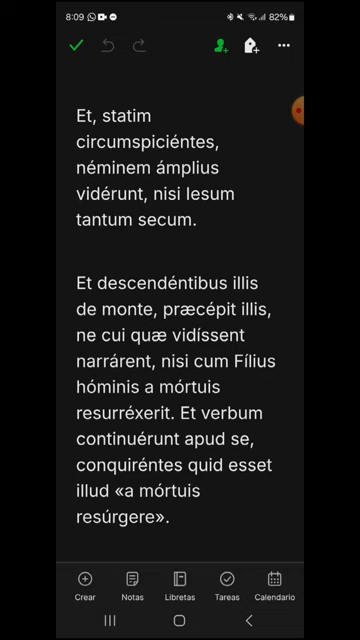 8:09
82%
Et, statim
circumspiciéntes,
néminem ámplius
vidérunt, nisi Iesum
tantum secum.
Et descendéntibus illis
de monte, præcépit illis,
ne cui quæ vidíssent
narrárent, nisi cum Fílius
hóminis a mórtuis
resurréxerit. Et verbum
continuérunt apud se,
conquiréntes quid esset
illud «a mórtuis
resúrgere».
Crear Notas Libretas Tareas Calendario